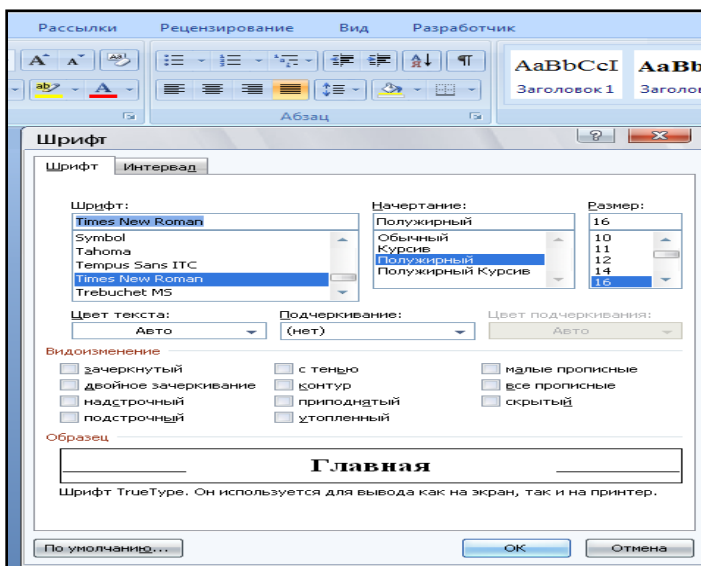 Рассылки Рецензирование Вид Разработчик
AaBbCcI AaBb
Заголовок 1 Заголов
Абзац
Шрифт
Шрифт Интервал
Шрифт: Начертание: Размер:
Times New Roman Полужирный 16
Symbol Обычный 10
Tahoma Курсив 11
Tempus Sans ITC Полужирный 12
Times New Roman Полужирный Курсив 14
Trebuchet MS 16
Цвет текста: Подчеркивание: Цвет подчеркивания:
Авто (нет) Авто
Видоизменение
зачеркнутый с тенью малые прописные
двойное зачеркивание контур все прописные
надстрочный приподнятый скрытый
подстрочный утопленный
Образец
Главная
Шрифт TrueType. Он используется для вывода как на экран, так и на принтер.
По умолчанию... ОК Отмена